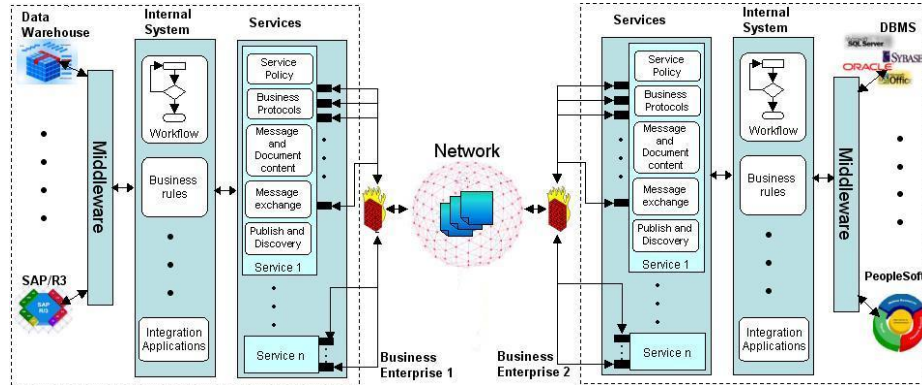 Data
Warehouse
Internal
System
Services
Service
Policy
Business
Protocols
Message
and
Document
content
Message
exchange
Publish and
Discovery
Service 1
Service n
Workflow
Business
rules
Integration
Applications
Middleware
SAP/R3
SAP
R/3
Business
Enterprise 1
Network
Business
Enterprise 2
Services
Service
Policy
Business
Protocols
Message
and
Document
content
Message
exchange
Publish and
Discovery
Service 1
Service n
Internal
System
Workflow
Business
rules
Integration
Applications
Middleware
DBMS
SQL Server
SYBASE
ORACLE
Office
PeopleSoft